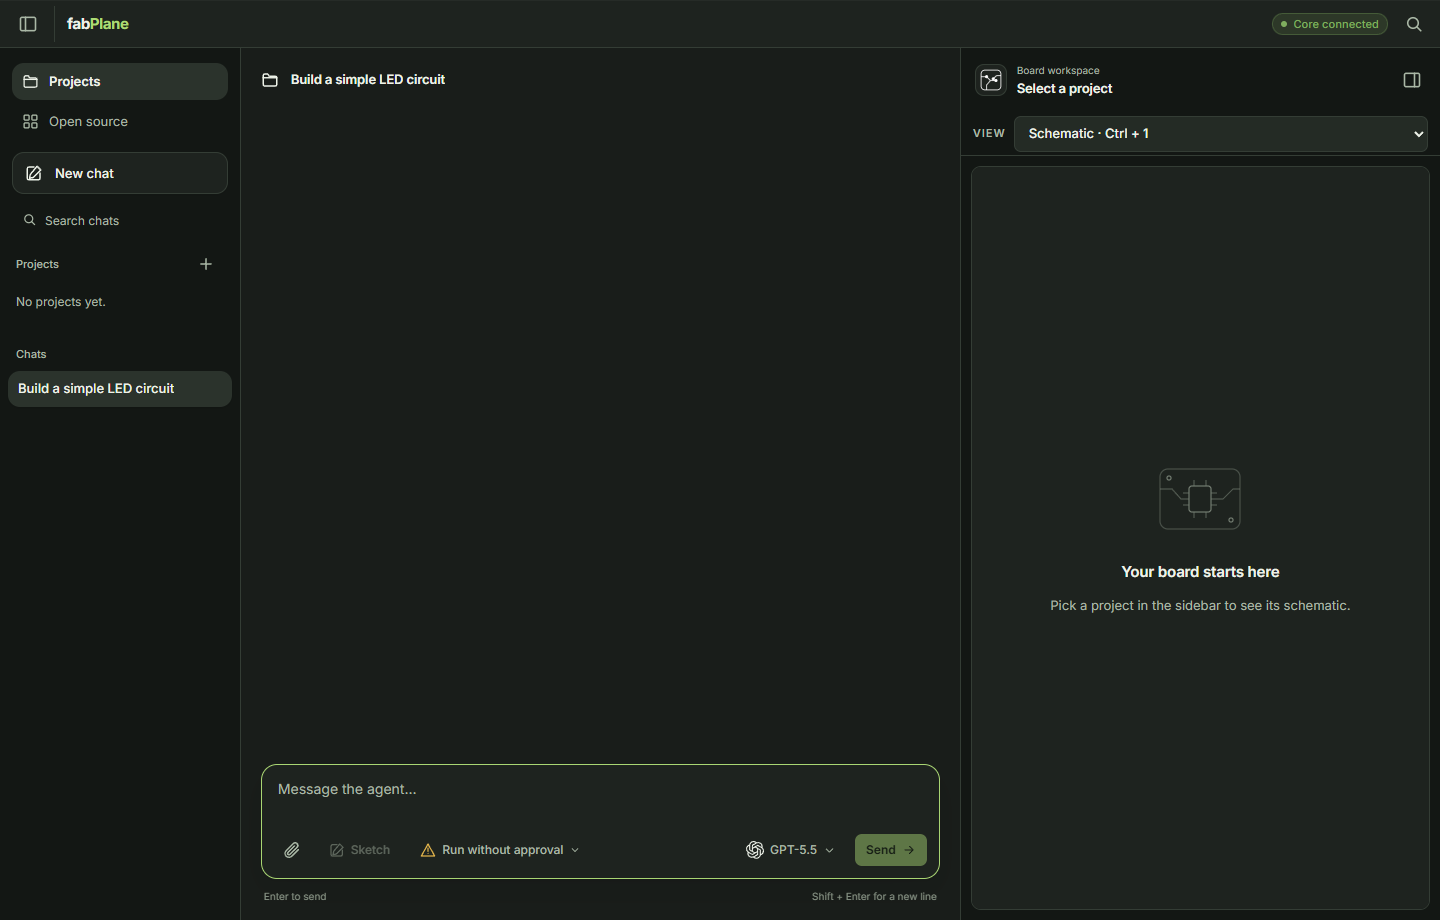 fabPlane
Core connected
Projects
Open source
New chat
Search chats
Projects
No projects yet.
Chats
Build a simple LED circuit
Build a simple LED circuit
Message the agent...
Sketch
Run without approval
GPT-5.5
Send
Enter to send
Shift + Enter for a new line
Board workspace
Select a project
VIEW
Schematic · Ctrl + 1
Your board starts here
Pick a project in the sidebar to see its schematic.